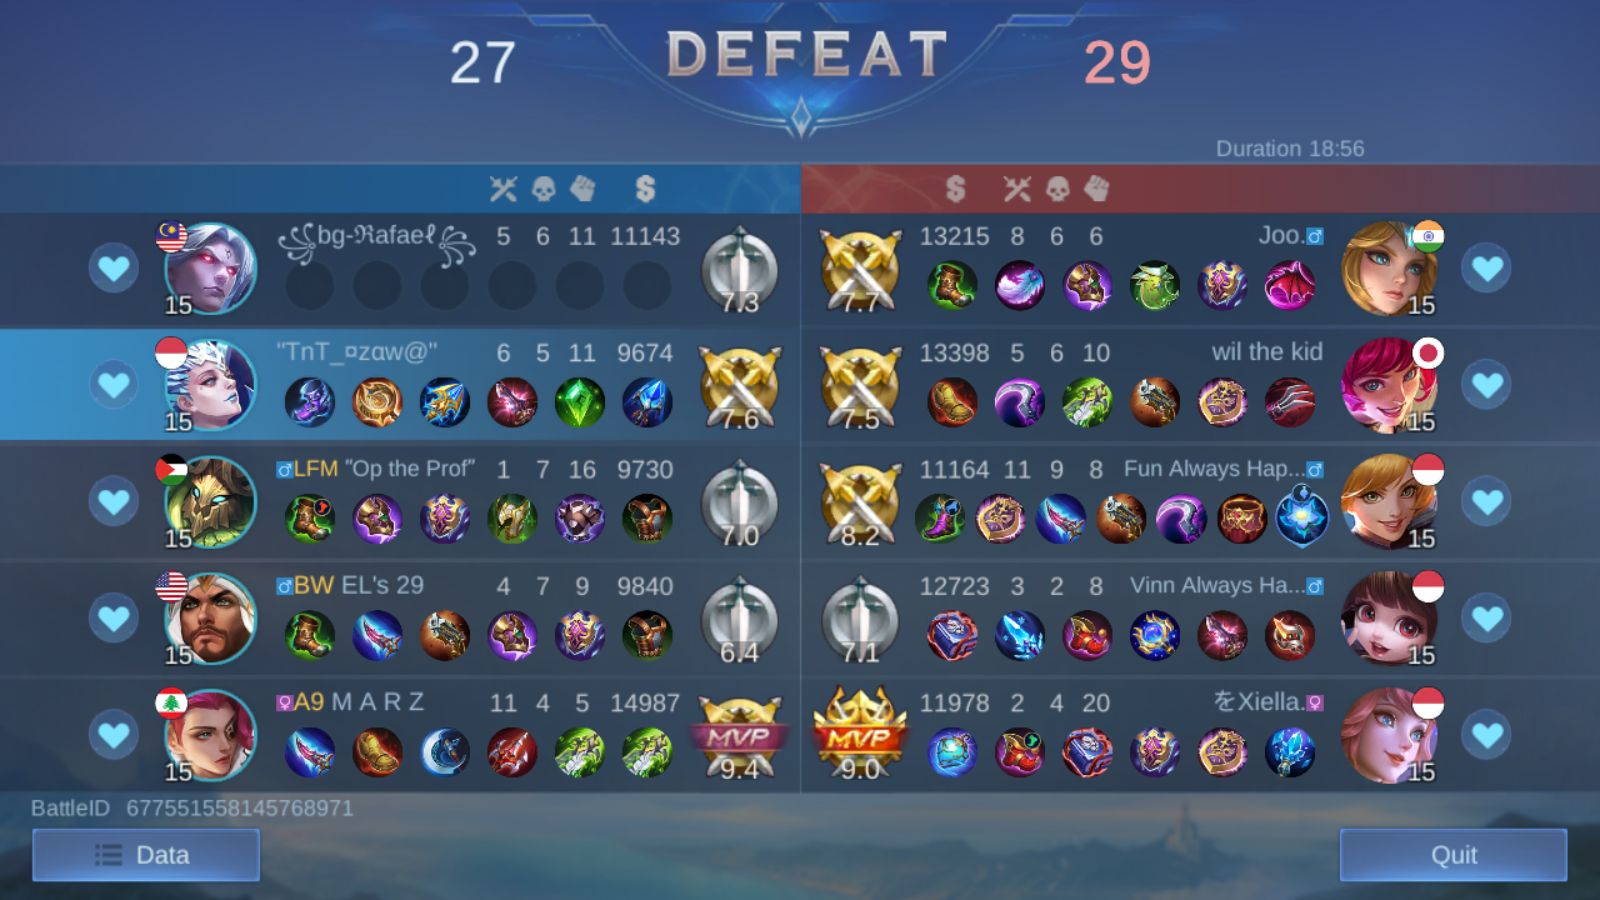 27 DEFEAT 29
Duration 18:56
bg-ℜafaeℓ 5 6 11 11143 7.3 15
7.7 13215 8 6 6 Joo. 15
"TnT_¤zɑw@" 6 5 11 9674 7.6 15
7.5 13398 5 6 10 wil the kid 15
LFM "Op the Prof" 1 7 16 9730 7.0 15
8.2 11164 11 9 8 Fun Always Hap... 15
BW EL's 29 4 7 9 9840 6.4 15
7.1 12723 3 2 8 Vinn Always Ha... 15
A9 M A R Z 11 4 5 14987 MVP 9.4 15
MVP 9.0 11978 2 4 20 をXiella. 15
BattleID 677551558145768971
Data
Quit